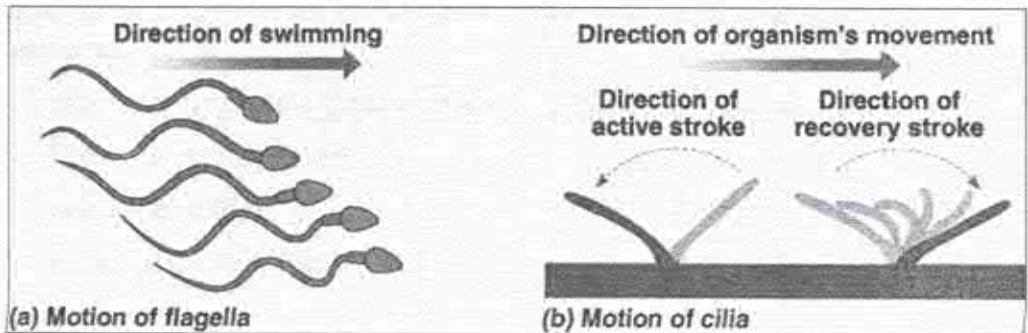 Direction of swimming
(a) Motion of flagella
Direction of organism's movement
Direction of
active stroke
Direction of
recovery stroke
(b) Motion of cilia